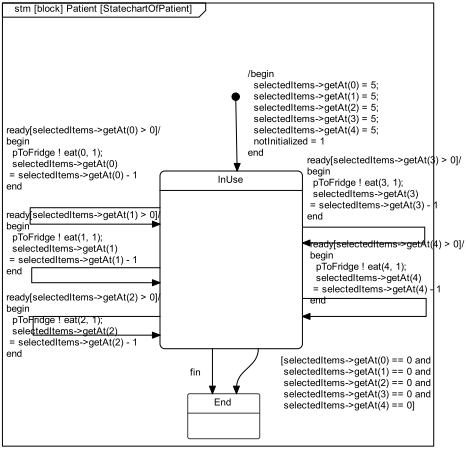 stm [block] Patient [StatechartOfPatient]
/begin
selectedItems->getAt(0) = 5;
selectedItems->getAt(1) = 5;
selectedItems->getAt(2) = 5;
selectedItems->getAt(3) = 5;
selectedItems->getAt(4) = 5;
notInitialized = 1
end
ready[selectedItems->getAt(0) > 0]/
begin
pToFridge ! eat(0, 1);
selectedItems->getAt(0)
= selectedItems->getAt(0) - 1
end
ready[selectedItems->getAt(1) > 0]/
begin
pToFridge ! eat(1, 1);
selectedItems->getAt(1)
= selectedItems->getAt(1) - 1
end
ready[selectedItems->getAt(2) > 0]/
begin
pToFridge ! eat(2, 1);
selectedItems->getAt(2)
= selectedItems->getAt(2) - 1
end
InUse
ready[selectedItems->getAt(3) > 0]/
begin
pToFridge ! eat(3, 1);
selectedItems->getAt(3)
= selectedItems->getAt(3) - 1
end
ready[selectedItems->getAt(4) > 0]/
begin
pToFridge ! eat(4, 1);
selectedItems->getAt(4)
= selectedItems->getAt(4) - 1
end
fin
[selectedItems->getAt(0) == 0 and
selectedItems->getAt(1) == 0 and
selectedItems->getAt(2) == 0 and
selectedItems->getAt(3) == 0 and
selectedItems->getAt(4) == 0]
End